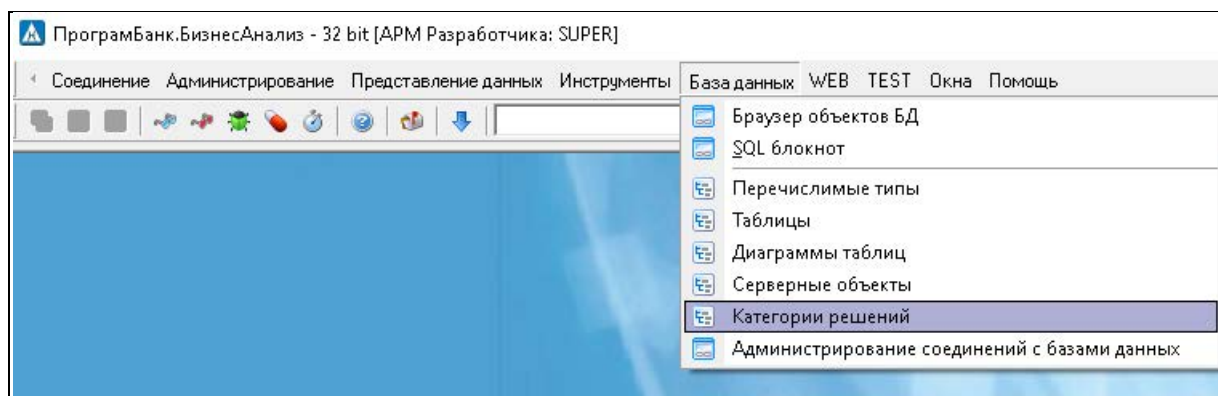 ПрограмБанк.БизнесАнализ - 32 bit [АРМ Разработчика: SUPER]
Соединение Администрирование Представление данных Инструменты База данных WEB TEST Окна Помощь
Браузер объектов БД
SQL блокнот
Перечислимые типы
Таблицы
Диаграммы таблиц
Серверные объекты
Категории решений
Администрирование соединений с базами данных